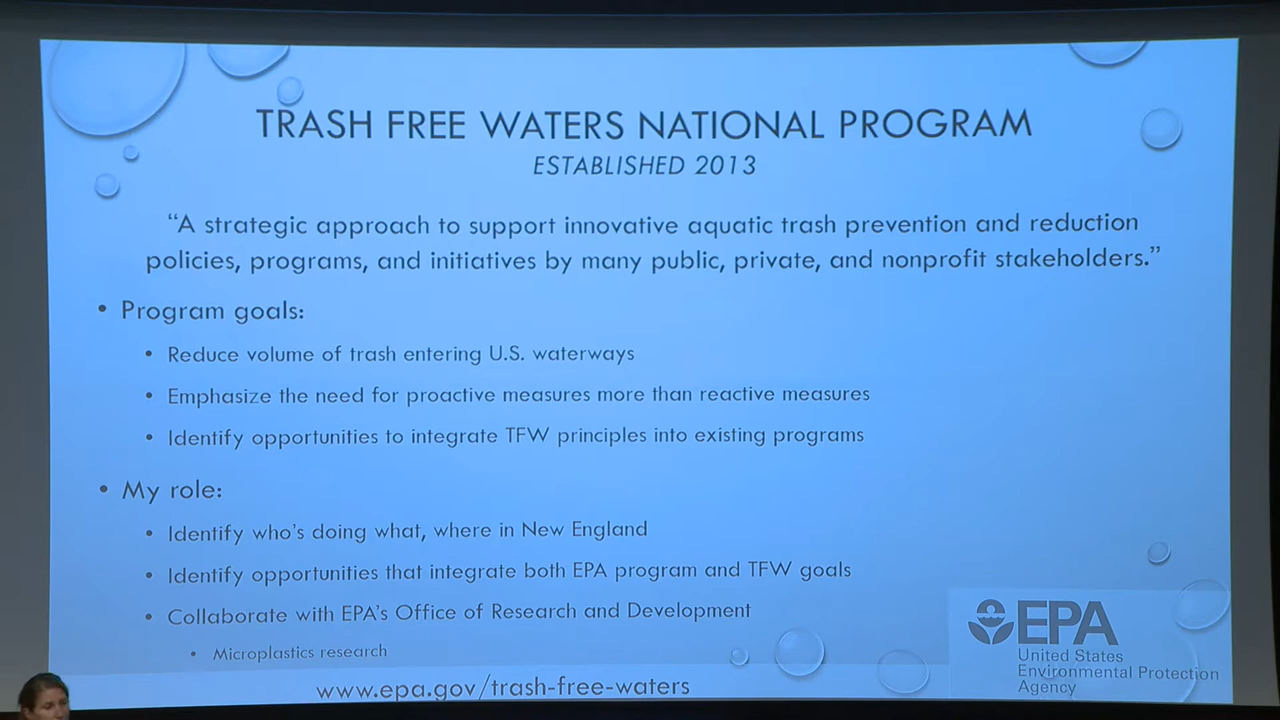 TRASH FREE WATERS NATIONAL PROGRAM
ESTABLISHED 2013
“A strategic approach to support innovative aquatic trash prevention and reduction
policies, programs, and initiatives by many public, private, and nonprofit stakeholders.”
• Program goals:
• Reduce volume of trash entering U.S. waterways
• Emphasize the need for proactive measures more than reactive measures
• Identify opportunities to integrate TFW principles into existing programs
• My role:
• Identify who's doing what, where in New England
• Identify opportunities that integrate both EPA program and TFW goals
• Collaborate with EPA's Office of Research and Development
• Microplastics research
www.epa.gov/trash-free-waters
EPA
United States
Environmental Protection
Agency